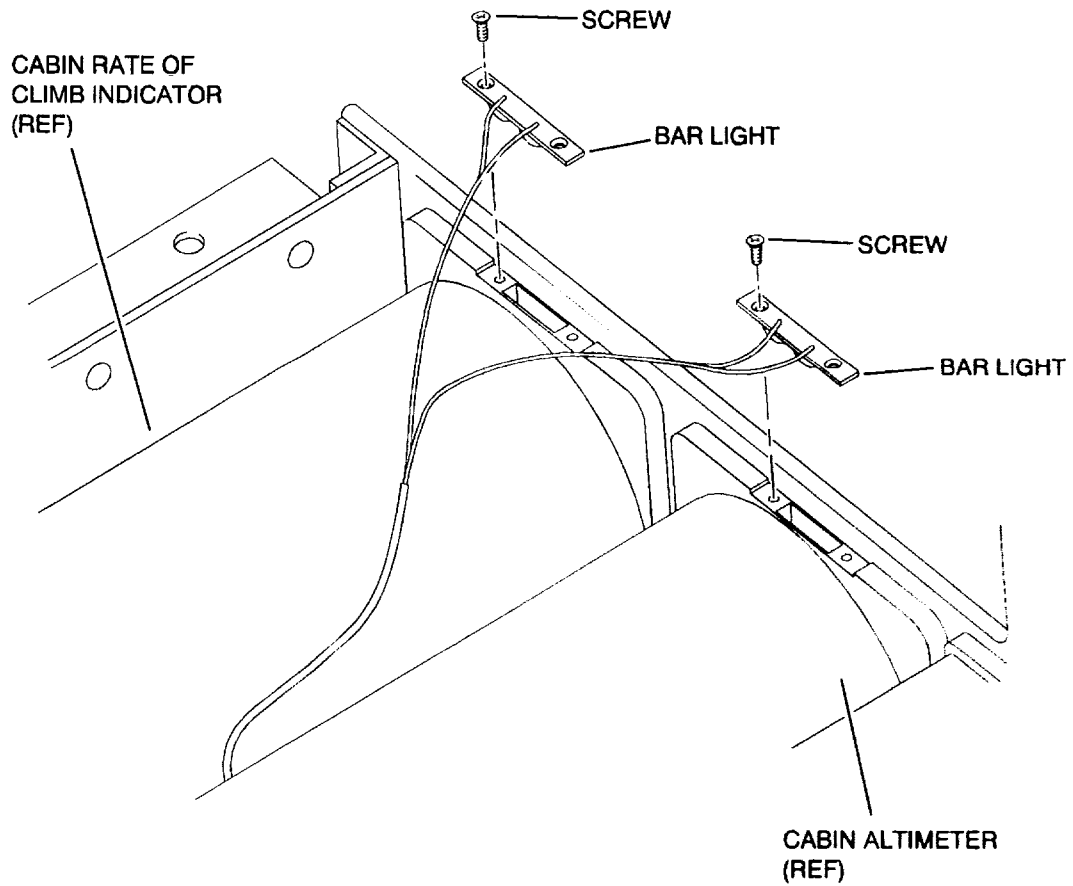 SCREW
CABIN RATE OF
CLIMB INDICATOR
(REF)
BAR LIGHT
SCREW
BAR LIGHT
CABIN ALTIMETER
(REF)